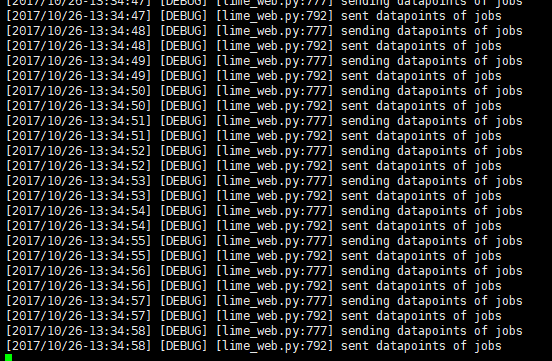 [2017/10/26-13:34:47] [DEBUG] [lime_web.py:777] sending datapoints of jobs
[2017/10/26-13:34:47] [DEBUG] [lime_web.py:792] sent datapoints of jobs
[2017/10/26-13:34:48] [DEBUG] [lime_web.py:777] sending datapoints of jobs
[2017/10/26-13:34:48] [DEBUG] [lime_web.py:792] sent datapoints of jobs
[2017/10/26-13:34:49] [DEBUG] [lime_web.py:777] sending datapoints of jobs
[2017/10/26-13:34:49] [DEBUG] [lime_web.py:792] sent datapoints of jobs
[2017/10/26-13:34:50] [DEBUG] [lime_web.py:777] sending datapoints of jobs
[2017/10/26-13:34:50] [DEBUG] [lime_web.py:792] sent datapoints of jobs
[2017/10/26-13:34:51] [DEBUG] [lime_web.py:777] sending datapoints of jobs
[2017/10/26-13:34:51] [DEBUG] [lime_web.py:792] sent datapoints of jobs
[2017/10/26-13:34:52] [DEBUG] [lime_web.py:777] sending datapoints of jobs
[2017/10/26-13:34:52] [DEBUG] [lime_web.py:792] sent datapoints of jobs
[2017/10/26-13:34:53] [DEBUG] [lime_web.py:777] sending datapoints of jobs
[2017/10/26-13:34:53] [DEBUG] [lime_web.py:792] sent datapoints of jobs
[2017/10/26-13:34:54] [DEBUG] [lime_web.py:777] sending datapoints of jobs
[2017/10/26-13:34:54] [DEBUG] [lime_web.py:792] sent datapoints of jobs
[2017/10/26-13:34:55] [DEBUG] [lime_web.py:777] sending datapoints of jobs
[2017/10/26-13:34:55] [DEBUG] [lime_web.py:792] sent datapoints of jobs
[2017/10/26-13:34:56] [DEBUG] [lime_web.py:777] sending datapoints of jobs
[2017/10/26-13:34:56] [DEBUG] [lime_web.py:792] sent datapoints of jobs
[2017/10/26-13:34:57] [DEBUG] [lime_web.py:777] sending datapoints of jobs
[2017/10/26-13:34:57] [DEBUG] [lime_web.py:792] sent datapoints of jobs
[2017/10/26-13:34:58] [DEBUG] [lime_web.py:777] sending datapoints of jobs
[2017/10/26-13:34:58] [DEBUG] [lime_web.py:792] sent datapoints of jobs